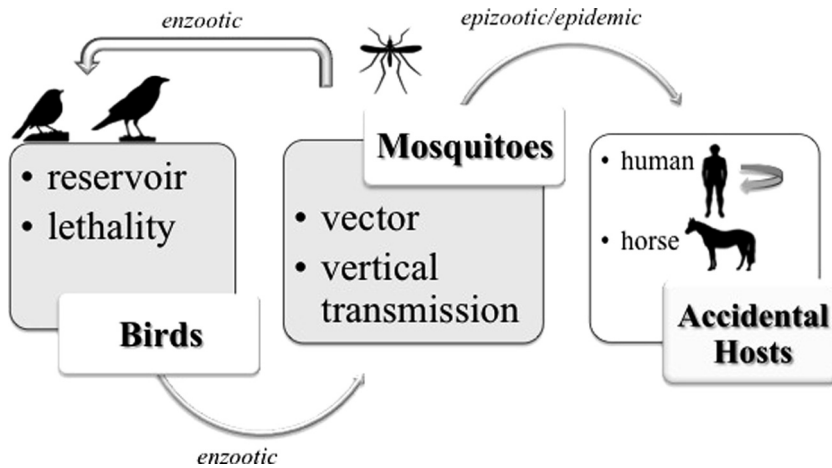 enzootic
epizootic/epidemic
Mosquitoes
• reservoir
• lethality
Birds
• vector
• vertical
transmission
• human
• horse
Accidental
Hosts
enzootic